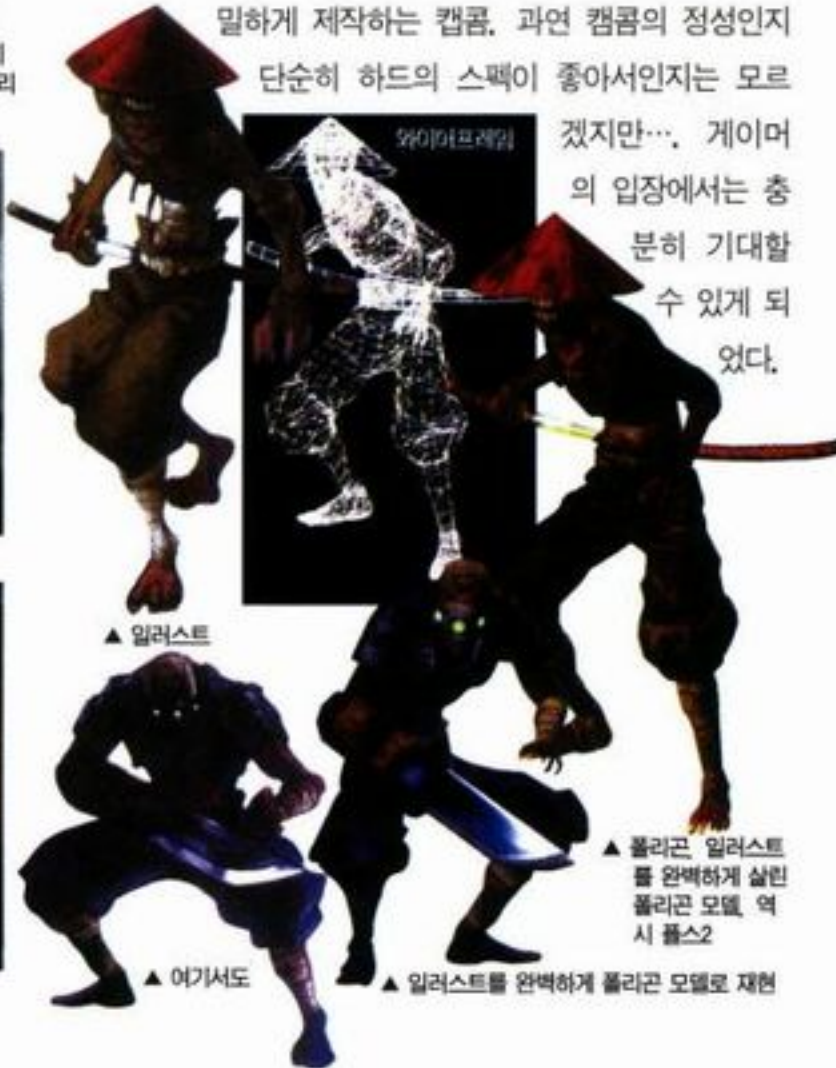 리
밀하게 제작하는 캡콤. 과연 캠콤의 정성인지
단순히 하드의 스펙이 좋아서인지는 모르
겠지만…. 게이머
의 입장에서는 충
분히 기대할
수 있게 되
었다.
와이어프레임
▲ 일러스트
▲ 폴리곤. 일러스트
를 완벽하게 살린
폴리곤 모델. 역
시 플스2
▲ 여기서도
▲ 일러스트를 완벽하게 폴리곤 모델로 재현